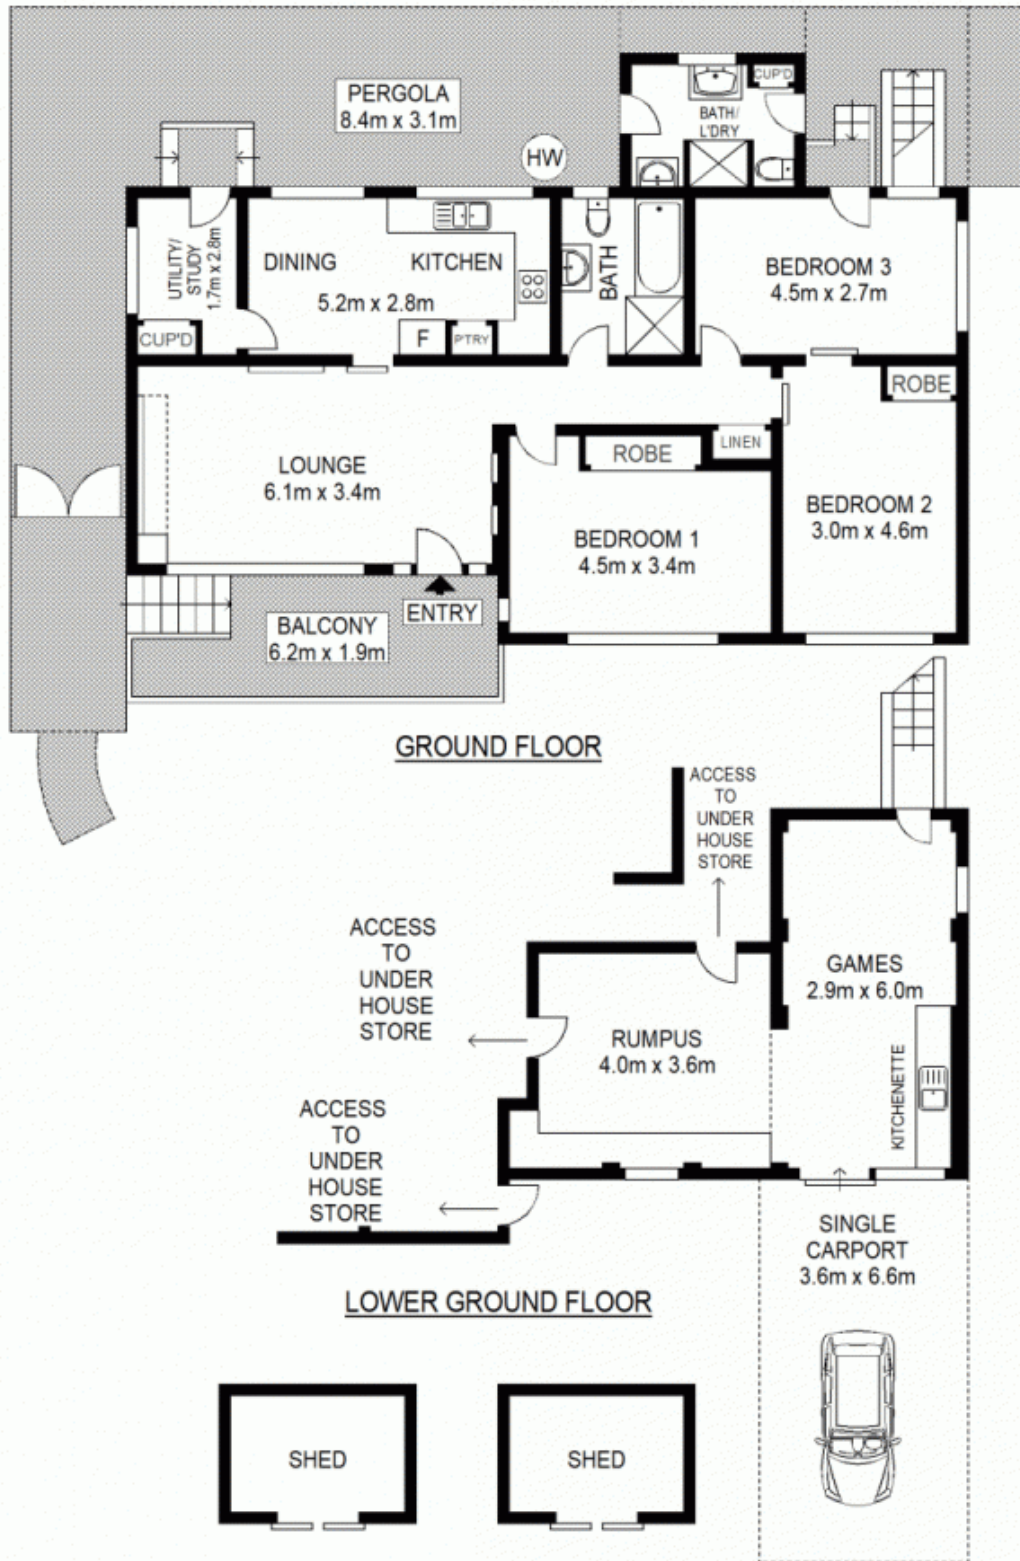 PERGOLA
8.4m x 3.1m
HW
CUP'D
BATH/
L'DRY
UTILITY/
STUDY
1.7m x 2.8m
CUP'D
DINING
KITCHEN
5.2m x 2.8m
F
P'TRY
BATH
BEDROOM 3
4.5m x 2.7m
ROBE
LINEN
ROBE
LOUNGE
6.1m x 3.4m
BEDROOM 1
4.5m x 3.4m
BEDROOM 2
3.0m x 4.6m
ENTRY
BALCONY
6.2m x 1.9m
GROUND FLOOR
ACCESS
TO
UNDER
HOUSE
STORE
ACCESS
TO
UNDER
HOUSE
STORE
GAMES
2.9m x 6.0m
RUMPUS
4.0m x 3.6m
KITCHENETTE
ACCESS
TO
UNDER
HOUSE
STORE
SINGLE
CARPORT
3.6m x 6.6m
LOWER GROUND FLOOR
SHED
SHED